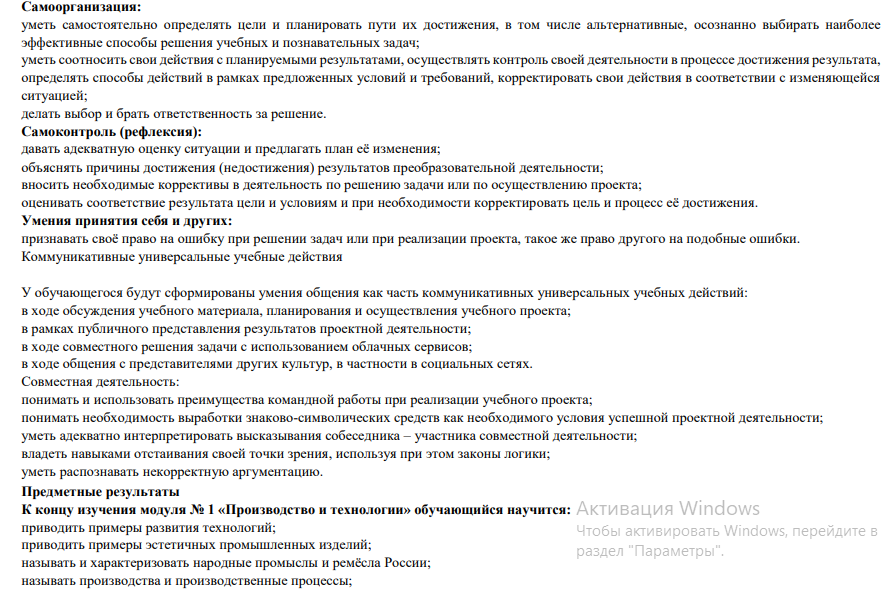 Самоорганизация:
уметь самостоятельно определять цели и планировать пути их достижения, в том числе альтернативные, осознанно выбирать наиболее
эффективные способы решения учебных и познавательных задач;
уметь соотносить свои действия с планируемыми результатами, осуществлять контроль своей деятельности в процессе достижения результата,
определять способы действий в рамках предложенных условий и требований, корректировать свои действия в соответствии с изменяющейся
ситуацией;
делать выбор и брать ответственность за решение.
Самоконтроль (рефлексия):
давать адекватную оценку ситуации и предлагать план её изменения;
объяснять причины достижения (недостижения) результатов преобразовательной деятельности;
вносить необходимые коррективы в деятельность по решению задачи или по осуществлению проекта;
оценивать соответствие результата цели и условиям и при необходимости корректировать цель и процесс её достижения.
Умения принятия себя и других:
признавать своё право на ошибку при решении задач или при реализации проекта, такое же право другого на подобные ошибки.
Коммуникативные универсальные учебные действия
У обучающегося будут сформированы умения общения как часть коммуникативных универсальных учебных действий:
в ходе обсуждения учебного материала, планирования и осуществления учебного проекта;
в рамках публичного представления результатов проектной деятельности;
в ходе совместного решения задачи с использованием облачных сервисов;
в ходе общения с представителями других культур, в частности в социальных сетях.
Совместная деятельность:
понимать и использовать преимущества командной работы при реализации учебного проекта;
понимать необходимость выработки знаково-символических средств как необходимого условия успешной проектной деятельности;
уметь адекватно интерпретировать высказывания собеседника – участника совместной деятельности;
владеть навыками отстаивания своей точки зрения, используя при этом законы логики;
уметь распознавать некорректную аргументацию.
Предметные результаты
К концу изучения модуля № 1 «Производство и технологии» обучающийся научится:
приводить примеры развития технологий;
приводить примеры эстетичных промышленных изделий;
называть и характеризовать народные промыслы и ремёсла России;
называть производства и производственные процессы;
Активация Windows
Чтобы активировать Windows, перейдите в
раздел "Параметры".